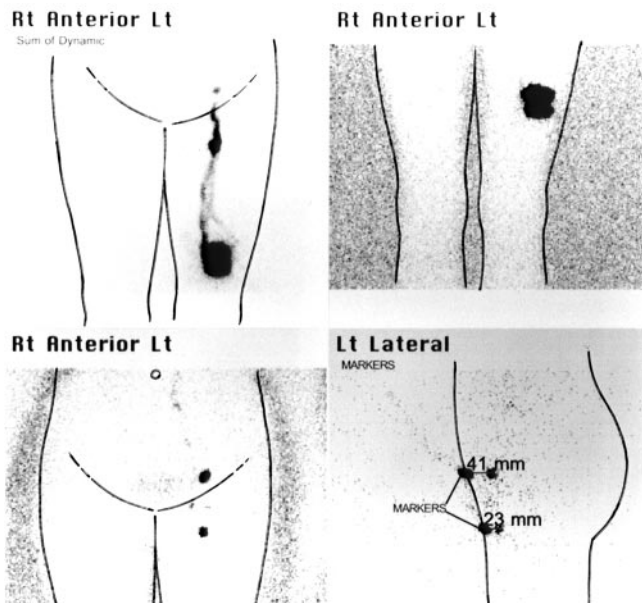 Rt Anterior Lt
Sum of Dynamic
Rt Anterior Lt
Rt Anterior Lt
Lt Lateral
MARKERS
41 mm
MARKERS
23 mm